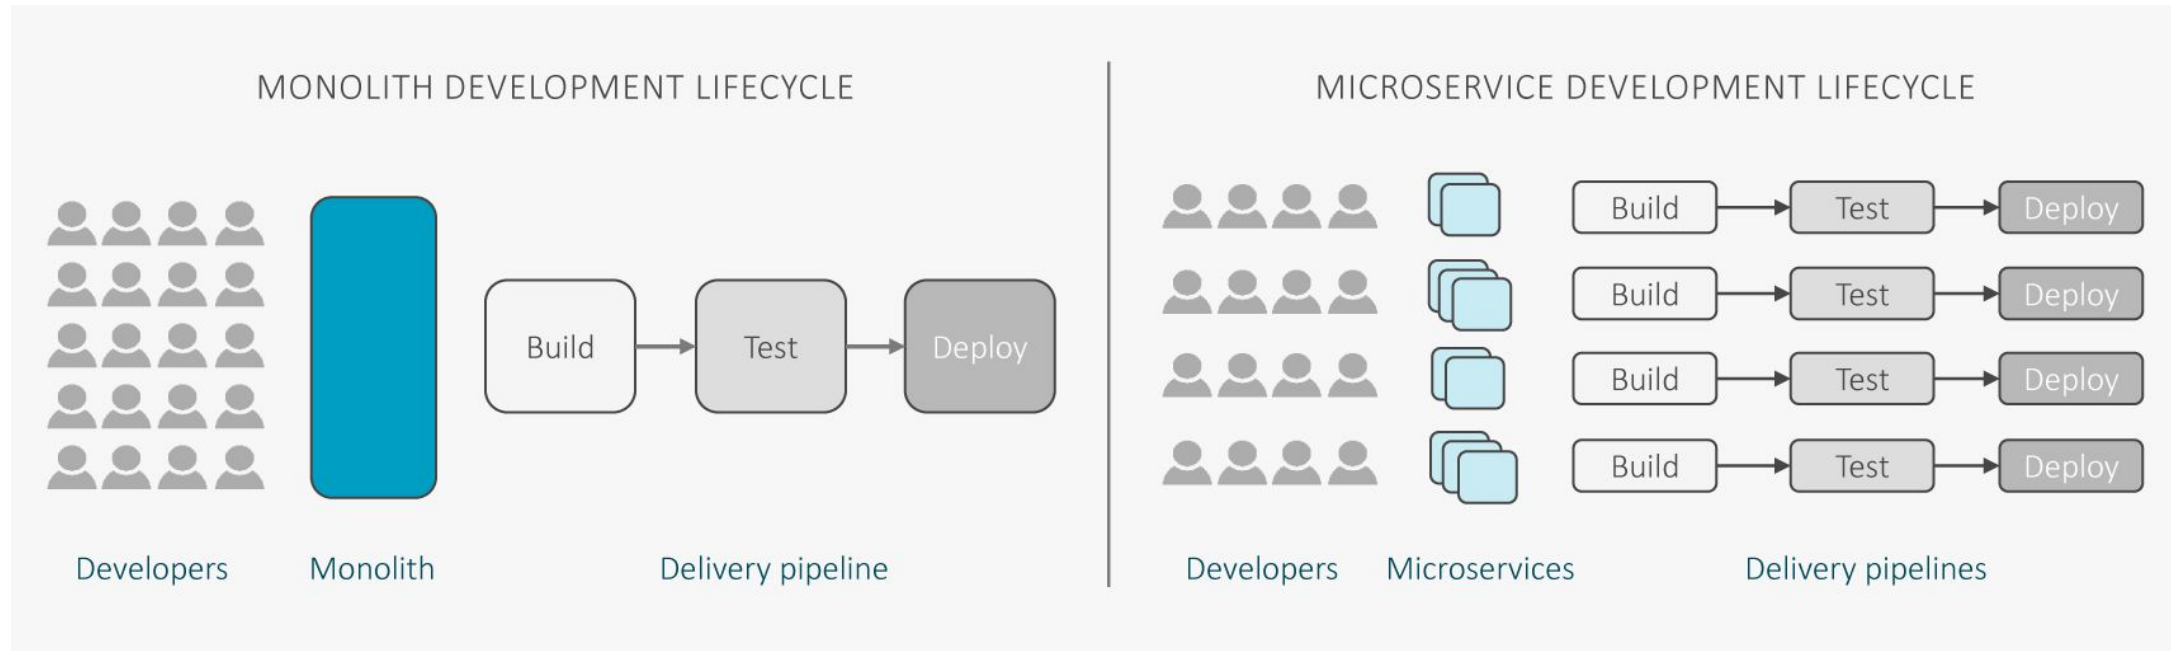 MONOLITH DEVELOPMENT LIFECYCLE
Build
Test
Deploy
Developers
Monolith
Delivery pipeline
MICROSERVICE DEVELOPMENT LIFECYCLE
Build
Test
Deploy
Build
Test
Deploy
Build
Test
Deploy
Build
Test
Deploy
Developers
Microservices
Delivery pipelines